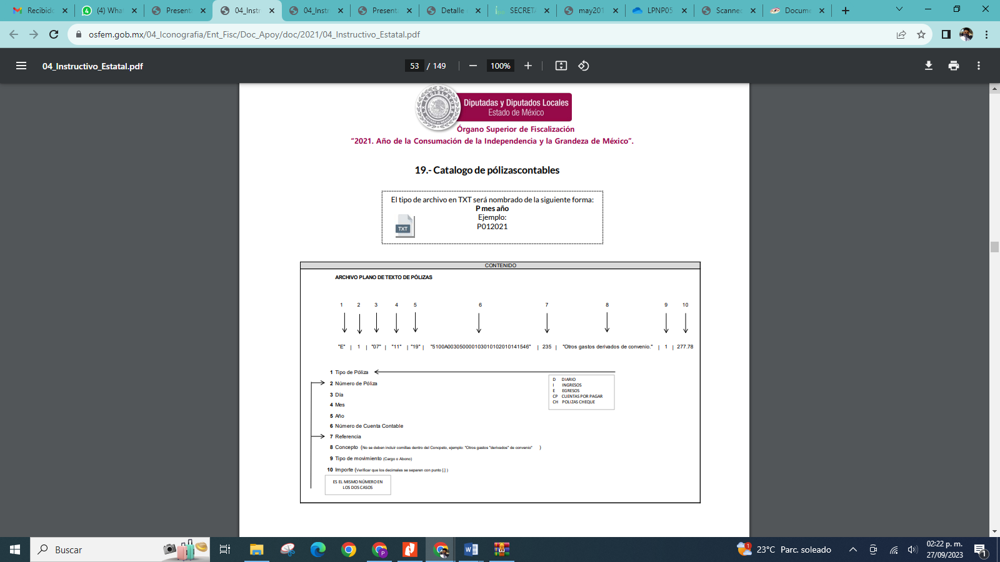 Recibido
(4) What
Present
04_Instr
04_Instr
Present
Detalle
SECRETA
may201
LPNP05
Scannec
Docume
osfem.gob.mx/04_Iconografia/Ent_Fisc/Doc_Apoy/doc/2021/04_Instructivo_Estatal.pdf
04_Instructivo_Estatal.pdf
53 / 149
100%
Diputadas y Diputados Locales
Estado de México
Órgano Superior de Fiscalización
“2021. Año de la Consumación de la Independencia y la Grandeza de México”.
19.- Catalogo de pólizascontables
El tipo de archivo en TXT será nombrado de la siguiente forma:
P mes año
Ejemplo:
P012021
TXT
CONTENIDO
ARCHIVO PLANO DE TEXTO DE PÓLIZAS
1 2 3 4 5 6 7 8 9 10
"E" | 1 | "07" | "11" | "19" | "5100A003050000103010102010141546" | 235 | "Otros gastos derivados de convenio." | 1 | 277.78
1 Tipo de Póliza
2 Número de Póliza
3 Día
4 Mes
5 Año
6 Número de Cuenta Contable
7 Referencia
8 Concepto (No se deben incluir comillas dentro del Concpeto, ejemplo: "Otros gastos "derivados" de convenio" )
9 Tipo de movimiento (Cargo o Abono)
10 Importe (Verificar que los decimales se separen con punto [.] )
D DIARIO
I INGRESOS
E EGRESOS
CP CUENTAS POR PAGAR
CH POLIZAS CHEQUE
ES EL MISMO NÚMERO EN
LOS DOS CASOS
Buscar
23°C Parc. soleado
02:22 p. m.
27/09/2023
1